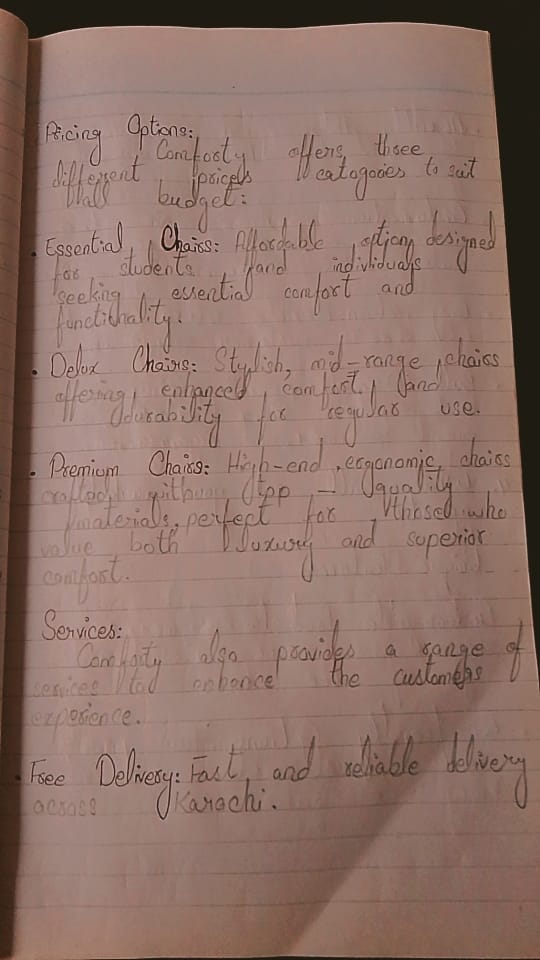 Pricing Options:
Comforty offers three
different prices catogoories to suit
all budget:
• Essential Chairs: Affordable option designed
for students and individuals
seeking essential comfort and
functinality.
• Delux Chairs: Stylish, mid-range chairs
offering enhanced comfort and
durability for regular use.
• Premium Chairs: High-end, ergonomic chairs
crafted with top - quality
materials, perfect for those who
value both luxury and superior
comfort.
Services:
Comforty also provides a range of
services to enhance the customers
experience.
• Free Delivery: Fast and reliable delivery
across Karachi.